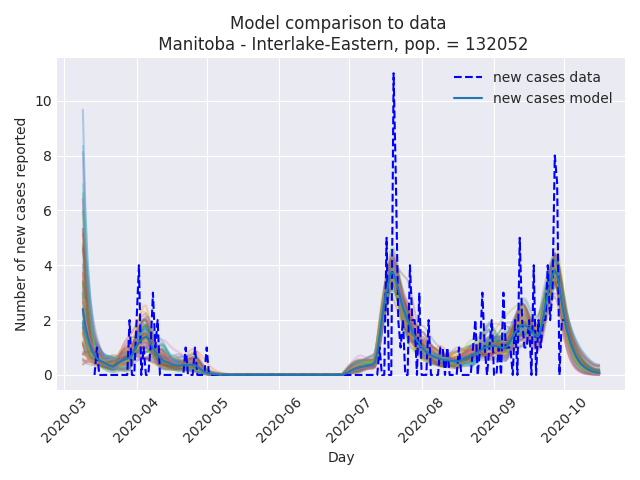 Model comparison to data
Manitoba - Interlake-Eastern, pop. = 132052
new cases data
new cases model
Number of new cases reported
10
8
6
4
2
0
2020-03
2020-04
2020-05
2020-06
2020-07
2020-08
2020-09
2020-10
Day